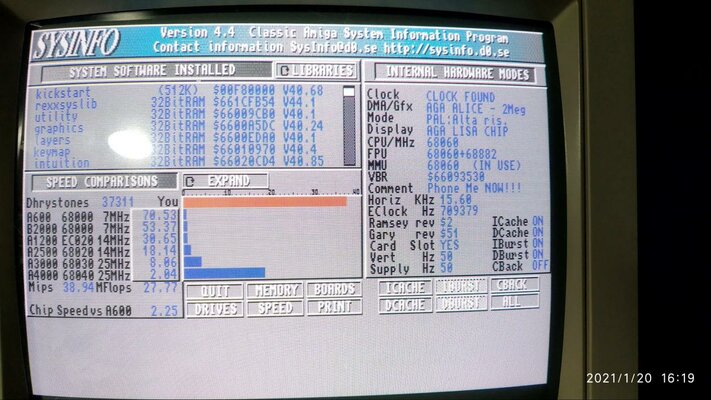 SYSINFO
Version 4.4 Classic Amiga System Information Program
Contact information SysInfo@d0.se http://sysinfo.d0.se
SYSTEM SOFTWARE INSTALLED LIBRARIES
kickstart (512K) $00F80000 V40.68
rexxsyslib 32BitRAM $661CFB54 V44.1
utility 32BitRAM $66009CB0 V40.1
graphics 32BitRAM $6600A5DC V40.24
layers 32BitRAM $6600EDA0 V40.1
keymap 32BitRAM $66010970 V40.4
intuition 32BitRAM $66020CD4 V40.85
SPEED COMPARISONS EXPAND
Dhrystones 37311 You 0 10 20 30 40
A600 68000 7MHz 70.53
B2000 68000 7MHz 53.37
A1200 EC020 14MHz 30.65
A2500 68020 14MHz 18.14
A3000 68030 25MHz 8.06
A4000 68040 25MHz 2.04
Mips 38.94 MFlops 27.77
Chip Speed vs A600 2.25
QUIT MEMORY BOARDS
DRIVES SPEED PRINT
INTERNAL HARDWARE MODES
Clock CLOCK FOUND
DMA/Gfx AGA ALICE - 2Meg
Mode PAL:Alta ris.
Display AGA LISA CHIP
CPU/MHz 68060
FPU 68060+68882
MMU 68060 (IN USE)
VBR $66093530
Comment Phone Me NOW!!!
Horiz KHz 15.60
EClock Hz 709379
Ramsey rev $2 ICache ON
Gary rev $51 DCache ON
Card Slot YES IBurst ON
Vert Hz 50 DBurst ON
Supply Hz 50 CBack OFF
ICACHE IBURST CBACK
DCACHE DBURST ALL
2021/1/20 16:19